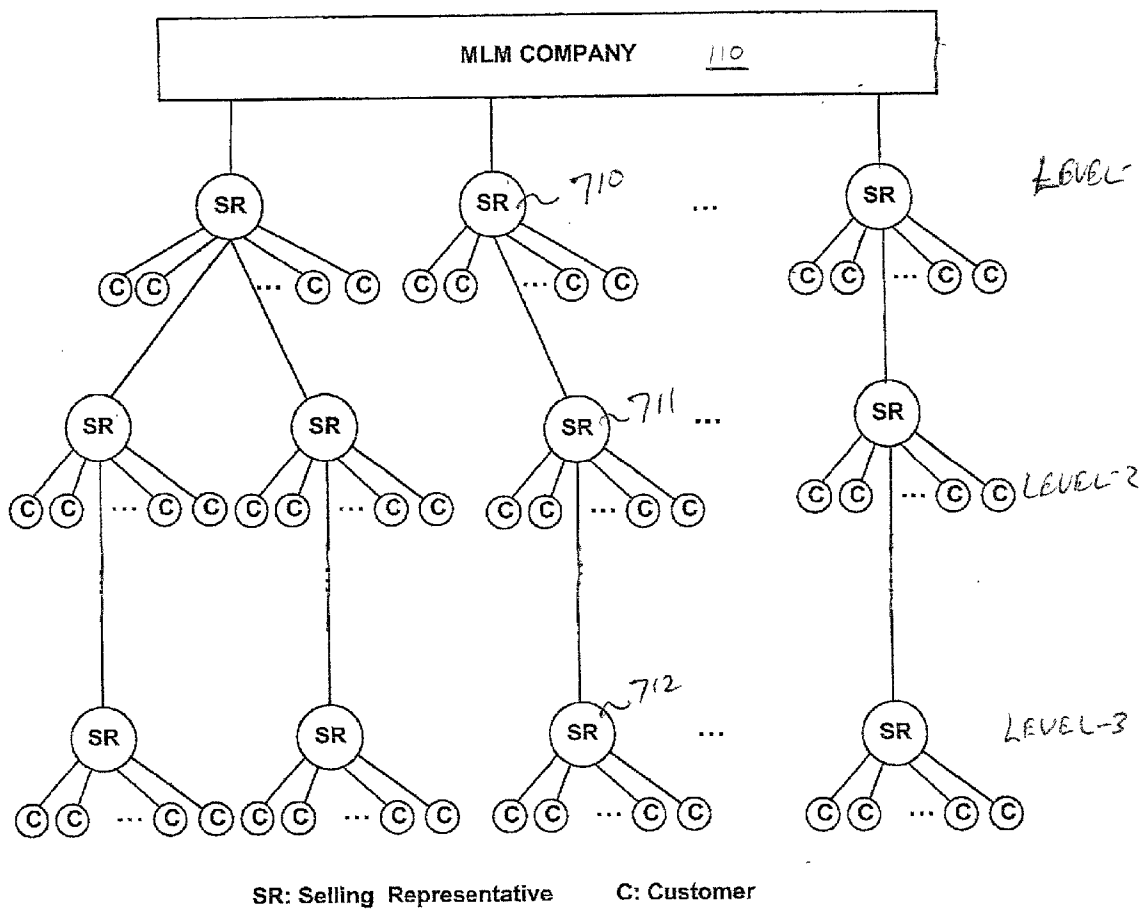 MLM COMPANY 110
SR SR 710 ... SR LEVEL-
C C ... C C C C ... C C C C ... C C
SR SR SR 711 ... SR
C C ... C C C C ... C C C C ... C C C C ... C C LEVEL-2
SR SR SR 712 ... SR LEVEL-3
C C ... C C C C ... C C C C ... C C C C ... C C
SR: Selling Representative C: Customer